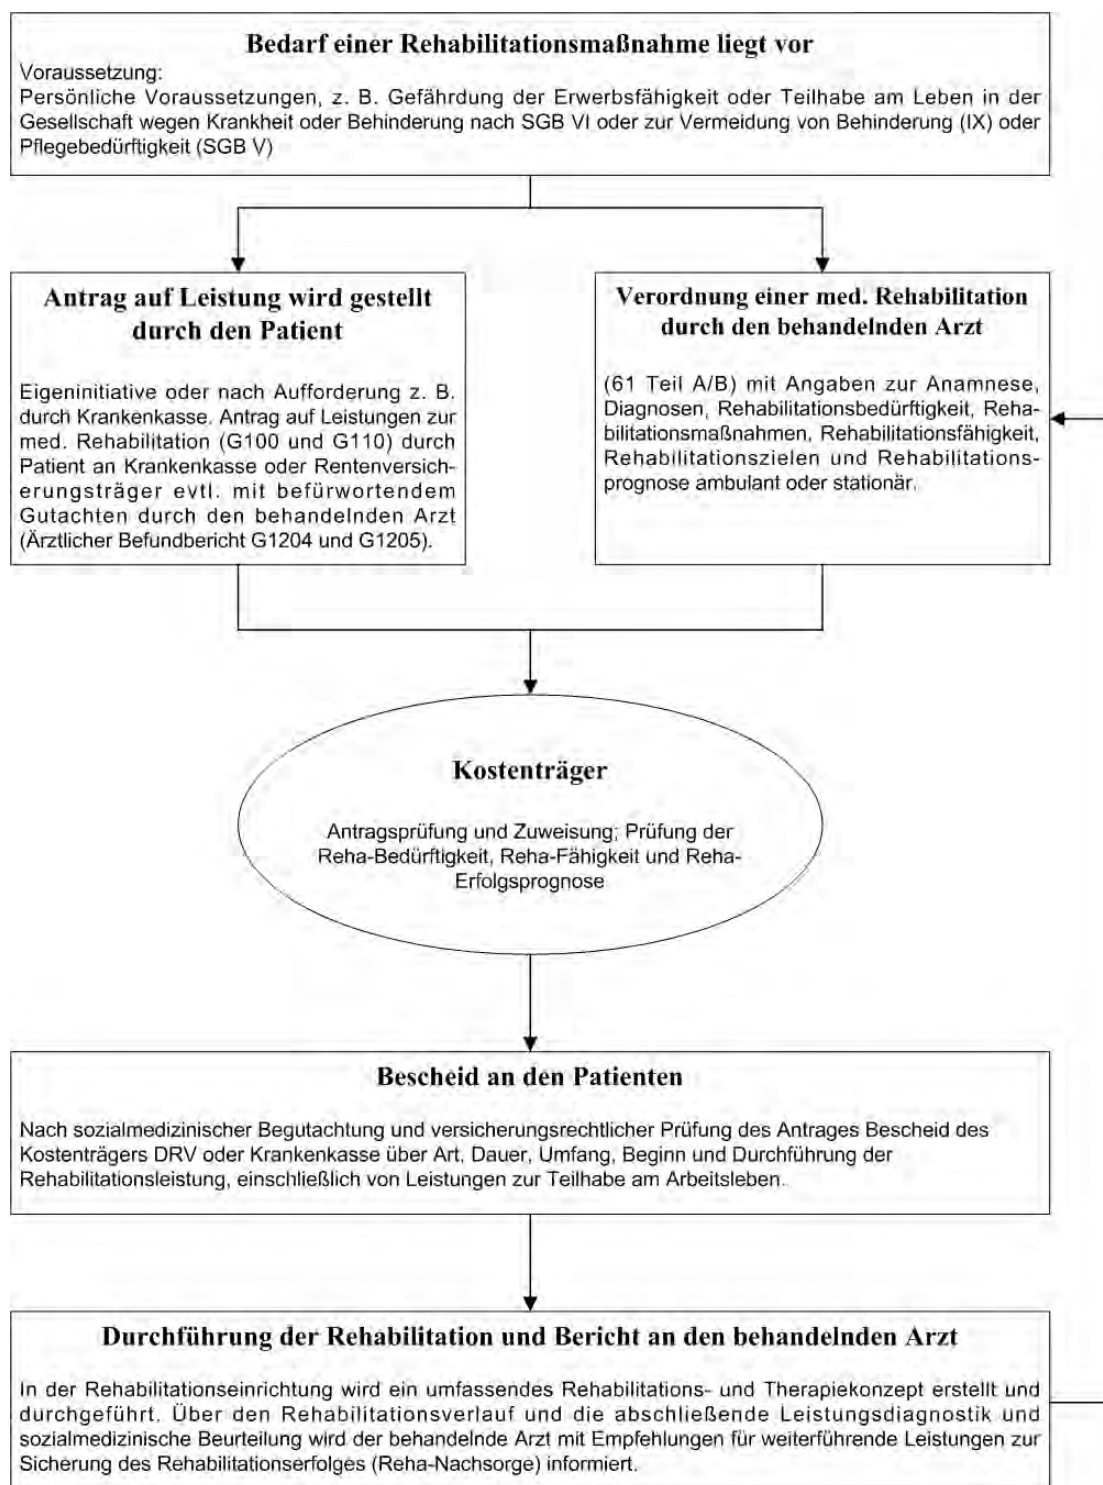 Bedarf einer Rehabilitationsmaßnahme liegt vor
Voraussetzung:
Persönliche Voraussetzungen, z. B. Gefährdung der Erwerbsfähigkeit oder Teilhabe am Leben in der
Gesellschaft wegen Krankheit oder Behinderung nach SGB VI oder zur Vermeidung von Behinderung (IX) oder
Pflegebedürftigkeit (SGB V)
Antrag auf Leistung wird gestellt
durch den Patient
Eigeninitiative oder nach Aufforderung z. B.
durch Krankenkasse. Antrag auf Leistungen zur
med. Rehabilitation (G100 und G110) durch
Patient an Krankenkasse oder Rentenversich-
erungsträger evtl. mit befürwortendem
Gutachten durch den behandelnden Arzt
(Ärztlicher Befundbericht G1204 und G1205).
Verordnung einer med. Rehabilitation
durch den behandelnden Arzt
(61 Teil A/B) mit Angaben zur Anamnese,
Diagnosen, Rehabilitationsbedürftigkeit, Reha-
bilitationsmaßnahmen, Rehabilitationsfähigkeit,
Rehabilitationszielen und Rehabilitations-
prognose ambulant oder stationär.
Kostenträger
Antragsprüfung und Zuweisung; Prüfung der
Reha-Bedürftigkeit, Reha-Fähigkeit und Reha-
Erfolgsprognose
Bescheid an den Patienten
Nach sozialmedizinischer Begutachtung und versicherungsrechtlicher Prüfung des Antrages Bescheid des
Kostenträgers DRV oder Krankenkasse über Art, Dauer, Umfang, Beginn und Durchführung der
Rehabilitationsleistung, einschließlich von Leistungen zur Teilhabe am Arbeitsleben.
Durchführung der Rehabilitation und Bericht an den behandelnden Arzt
In der Rehabilitationseinrichtung wird ein umfassendes Rehabilitations- und Therapiekonzept erstellt und
durchgeführt. Über den Rehabilitationsverlauf und die abschließende Leistungsdiagnostik und
sozialmedizinische Beurteilung wird der behandelnde Arzt mit Empfehlungen für weiterführende Leistungen zur
Sicherung des Rehabilitationserfolges (Reha-Nachsorge) informiert.